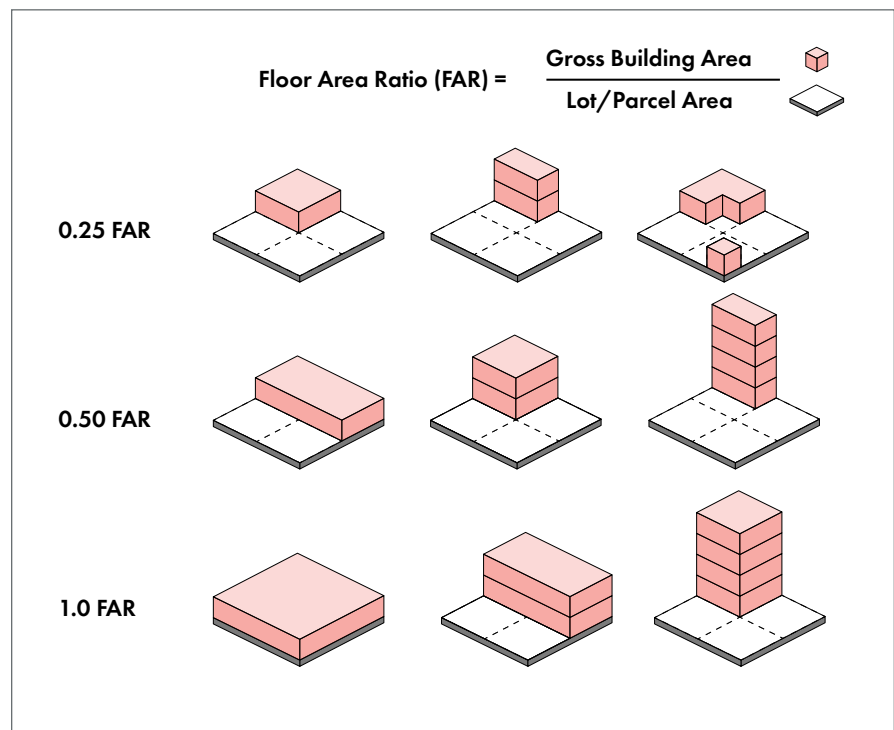 Floor Area Ratio (FAR) =
Gross Building Area
Lot/Parcel Area
0.25 FAR
0.50 FAR
1.0 FAR